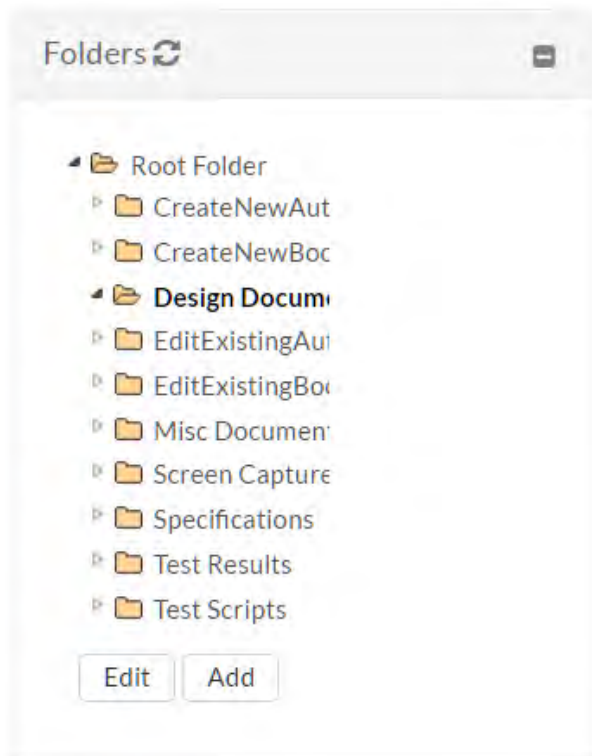 Folders
Root Folder
CreateNewAut
CreateNewBoc
Design Docum
EditExistingAu
EditExistingBo
Misc Documen
Screen Capture
Specifications
Test Results
Test Scripts
Edit Add